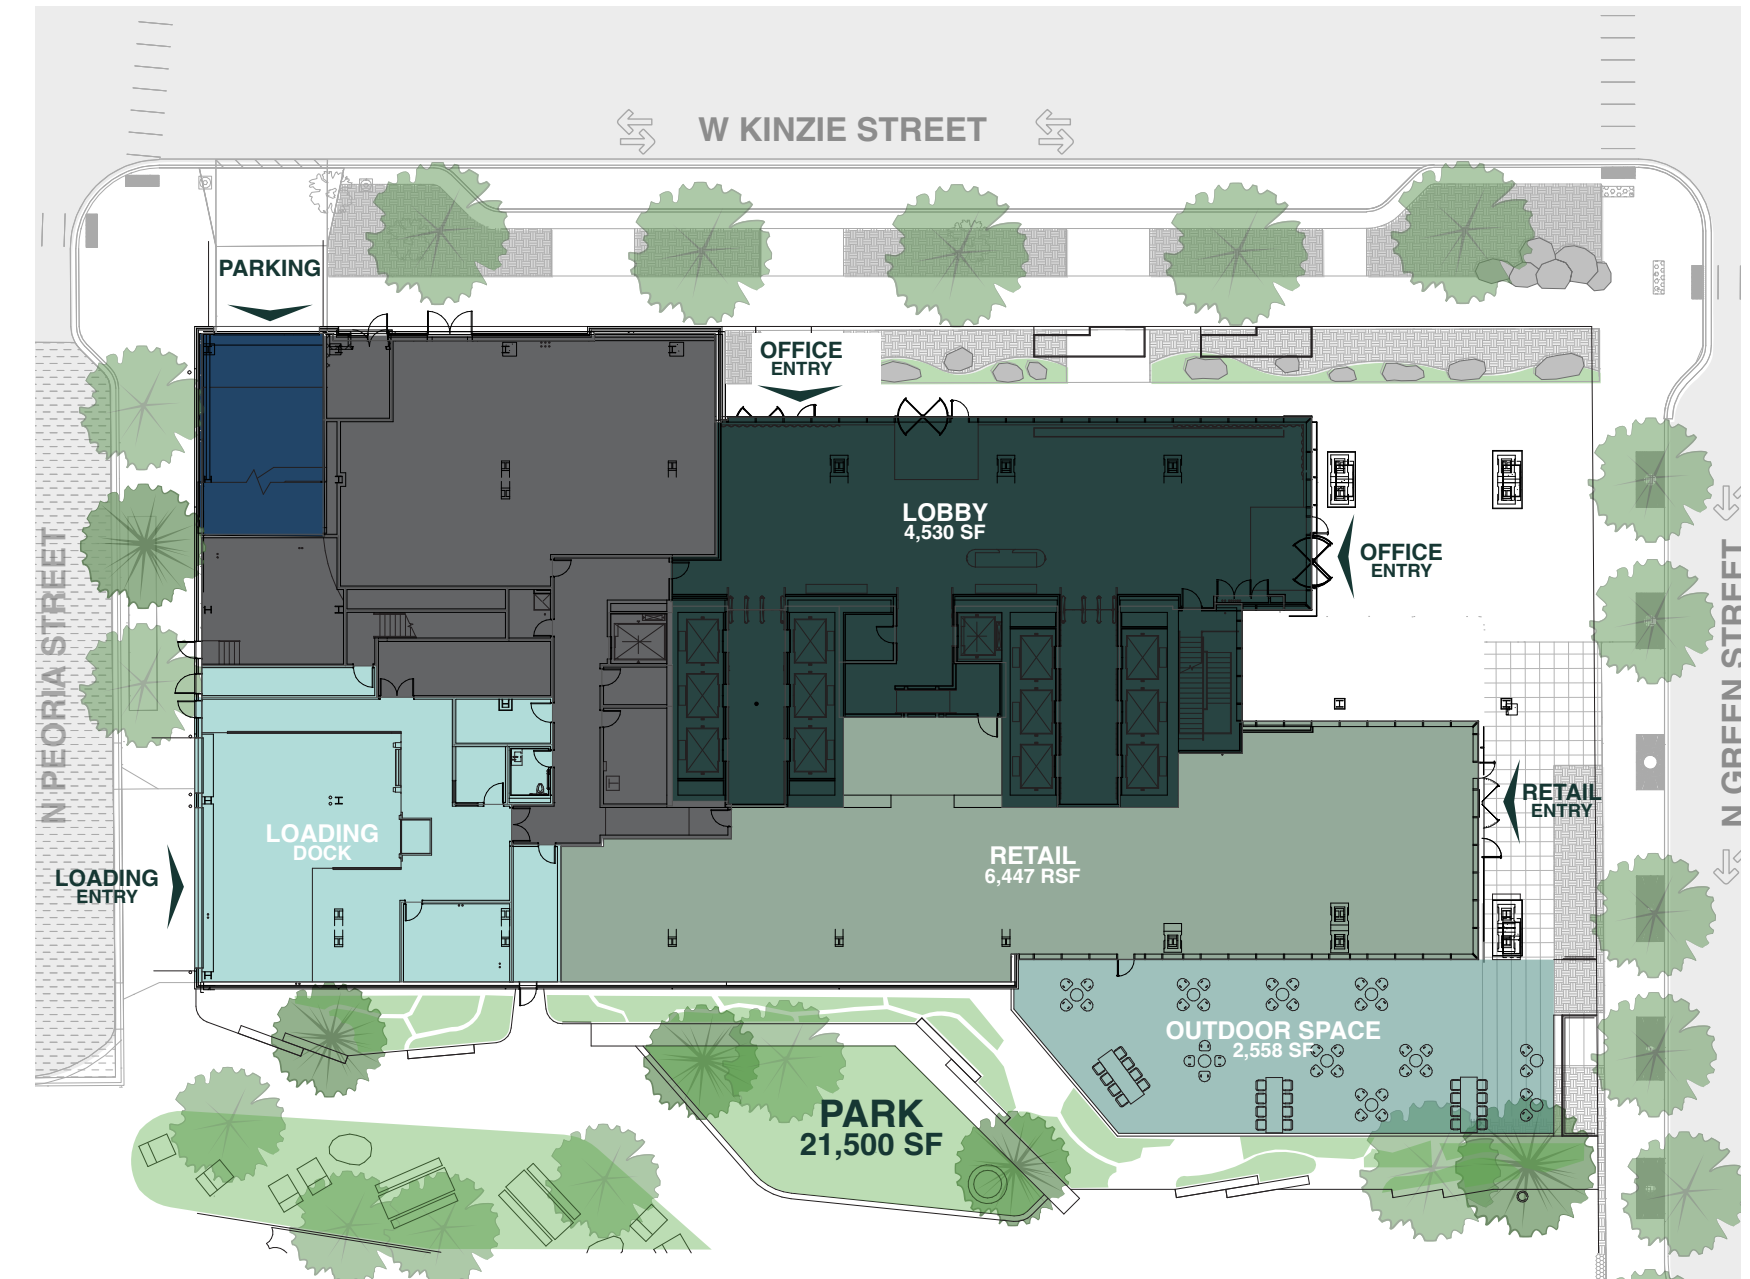 W KINZIE STREET
PARKING
OFFICE
ENTRY
LOBBY
4,530 SF
OFFICE
ENTRY
N PEORIA STREET
N GREEN STREET
RETAIL
ENTRY
LOADING
DOCK
RETAIL
6,447 RSF
LOADING
ENTRY
OUTDOOR SPACE
2,558 SF
PARK
21,500 SF